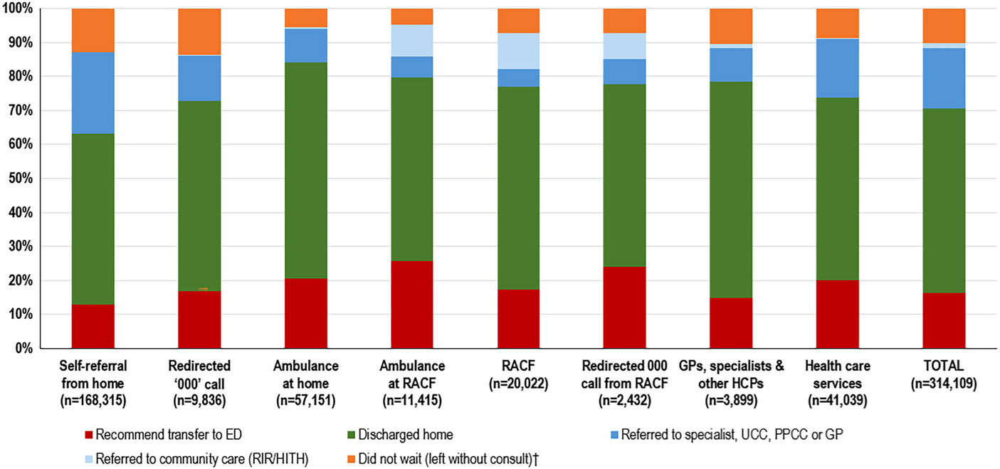 100%
90%
80%
70%
60%
50%
40%
30%
20%
10%
0%
Self-referral
from home
(n=168,315)
Redirected
‘000’ call
(n=9,836)
Ambulance
at home
(n=57,151)
Ambulance
at RACF
(n=11,415)
RACF
(n=20,022)
Redirected 000
call from RACF
(n=2,432)
GPs, specialists &
other HCPs
(n=3,899)
Health care
services
(n=41,039)
TOTAL
(n=314,109)
Recommend transfer to ED
Discharged home
Referred to specialist, UCC, PPCC or GP
Referred to community care (RIR/HITH)
Did not wait (left without consult)†